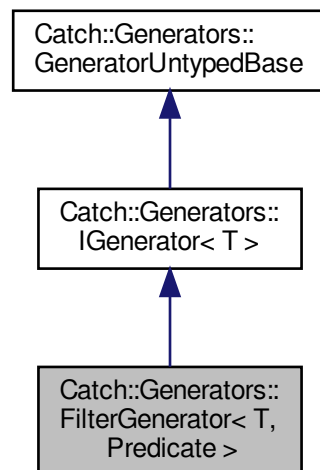 Catch::Generators::
GeneratorUntypedBase
Catch::Generators::
IGenerator< T >
Catch::Generators::
FilterGenerator< T,
Predicate >